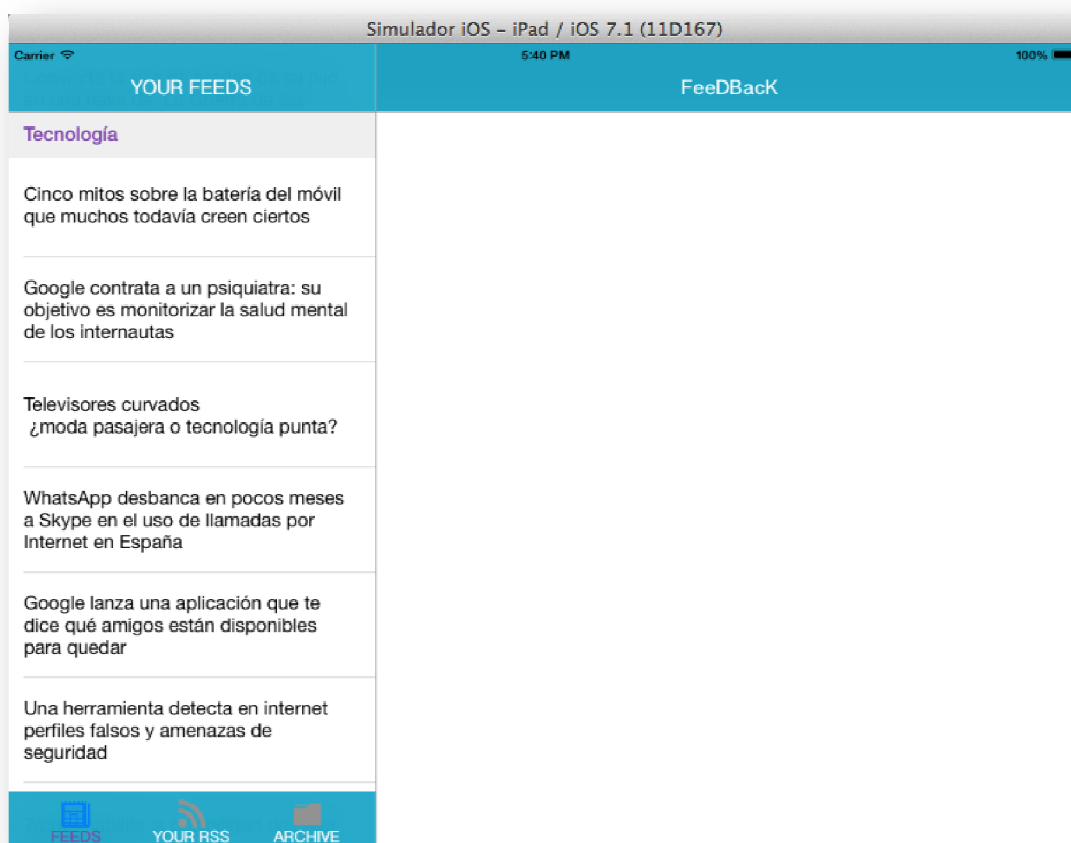 Simulador iOS – iPad / iOS 7.1 (11D167)
Carrier 5:40 PM 100%
YOUR FEEDS FeeDBacK
Tecnología
Cinco mitos sobre la batería del móvil
que muchos todavía creen ciertos
Google contrata a un psiquiatra: su
objetivo es monitorizar la salud mental
de los internautas
Televisores curvados
¿moda pasajera o tecnología punta?
WhatsApp desbanca en pocos meses
a Skype en el uso de llamadas por
Internet en España
Google lanza una aplicación que te
dice qué amigos están disponibles
para quedar
Una herramienta detecta en internet
perfiles falsos y amenazas de
seguridad
FEEDS YOUR RSS ARCHIVE